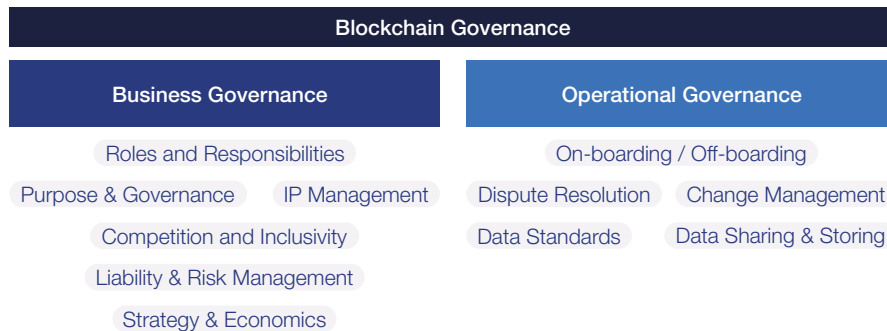 Blockchain Governance
Business Governance
Roles and Responsibilities
Purpose & Governance
IP Management
Competition and Inclusivity
Liability & Risk Management
Strategy & Economics
Operational Governance
On-boarding / Off-boarding
Dispute Resolution
Change Management
Data Standards
Data Sharing & Storing